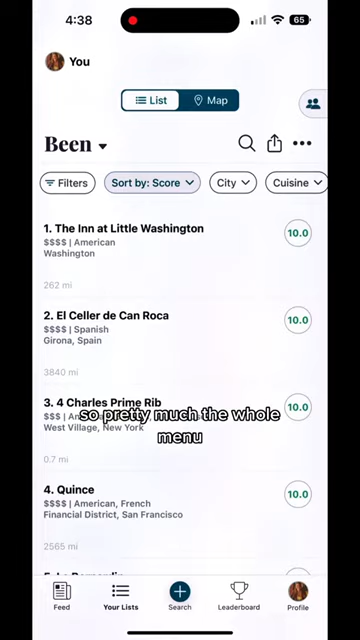 4:38
65
You
List
Map
Been
Filters
Sort by: Score
City
Cuisine
1. The Inn at Little Washington
10.0
$$$$ | American
Washington
262 mi
2. El Celler de Can Roca
10.0
$$$$ | Spanish
Girona, Spain
3840 mi
3. 4 Charles Prime Rib
10.0
so pretty much the whole
menu
West Village, New York
0.7 mi
4. Quince
10.0
$$$$ | American, French
Financial District, San Francisco
2565 mi
Feed
Your Lists
Search
Leaderboard
Profile